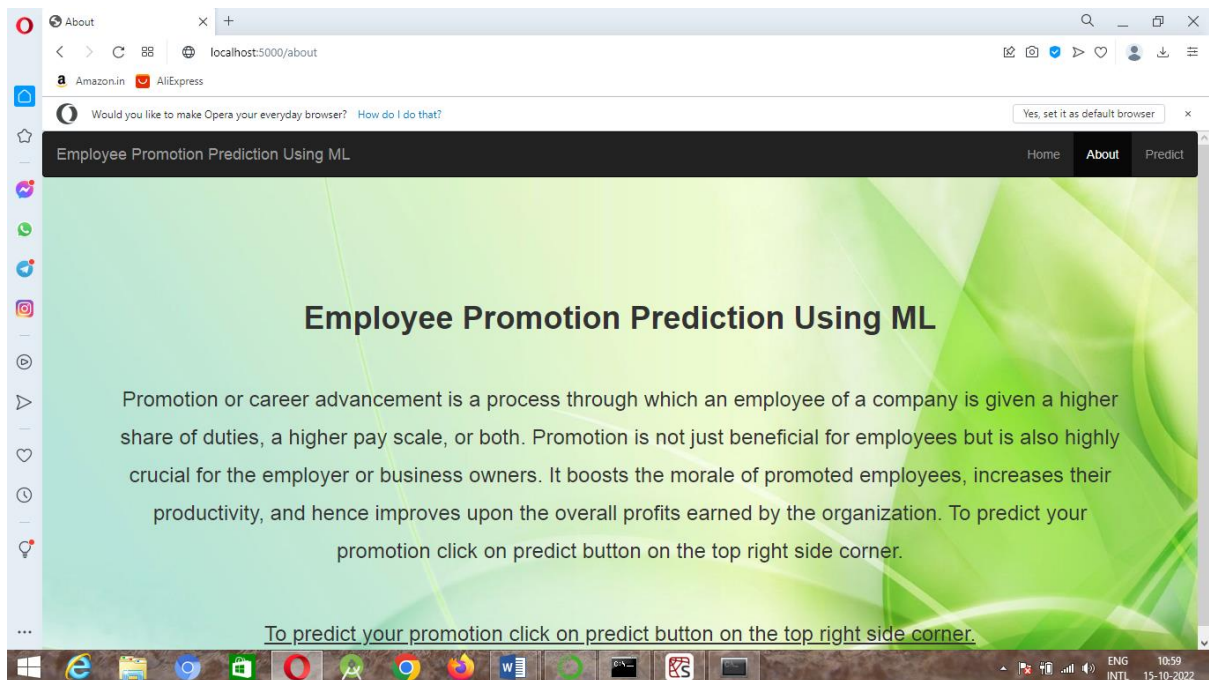 About
localhost:5000/about
a Amazon.in AliExpress
Would you like to make Opera your everyday browser? How do I do that? Yes, set it as default browser
Employee Promotion Prediction Using ML Home About Predict
Employee Promotion Prediction Using ML
Promotion or career advancement is a process through which an employee of a company is given a higher
share of duties, a higher pay scale, or both. Promotion is not just beneficial for employees but is also highly
crucial for the employer or business owners. It boosts the morale of promoted employees, increases their
productivity, and hence improves upon the overall profits earned by the organization. To predict your
promotion click on predict button on the top right side corner.
To predict your promotion click on predict button on the top right side corner.
ENG 10:59
INTL 15-10-2022